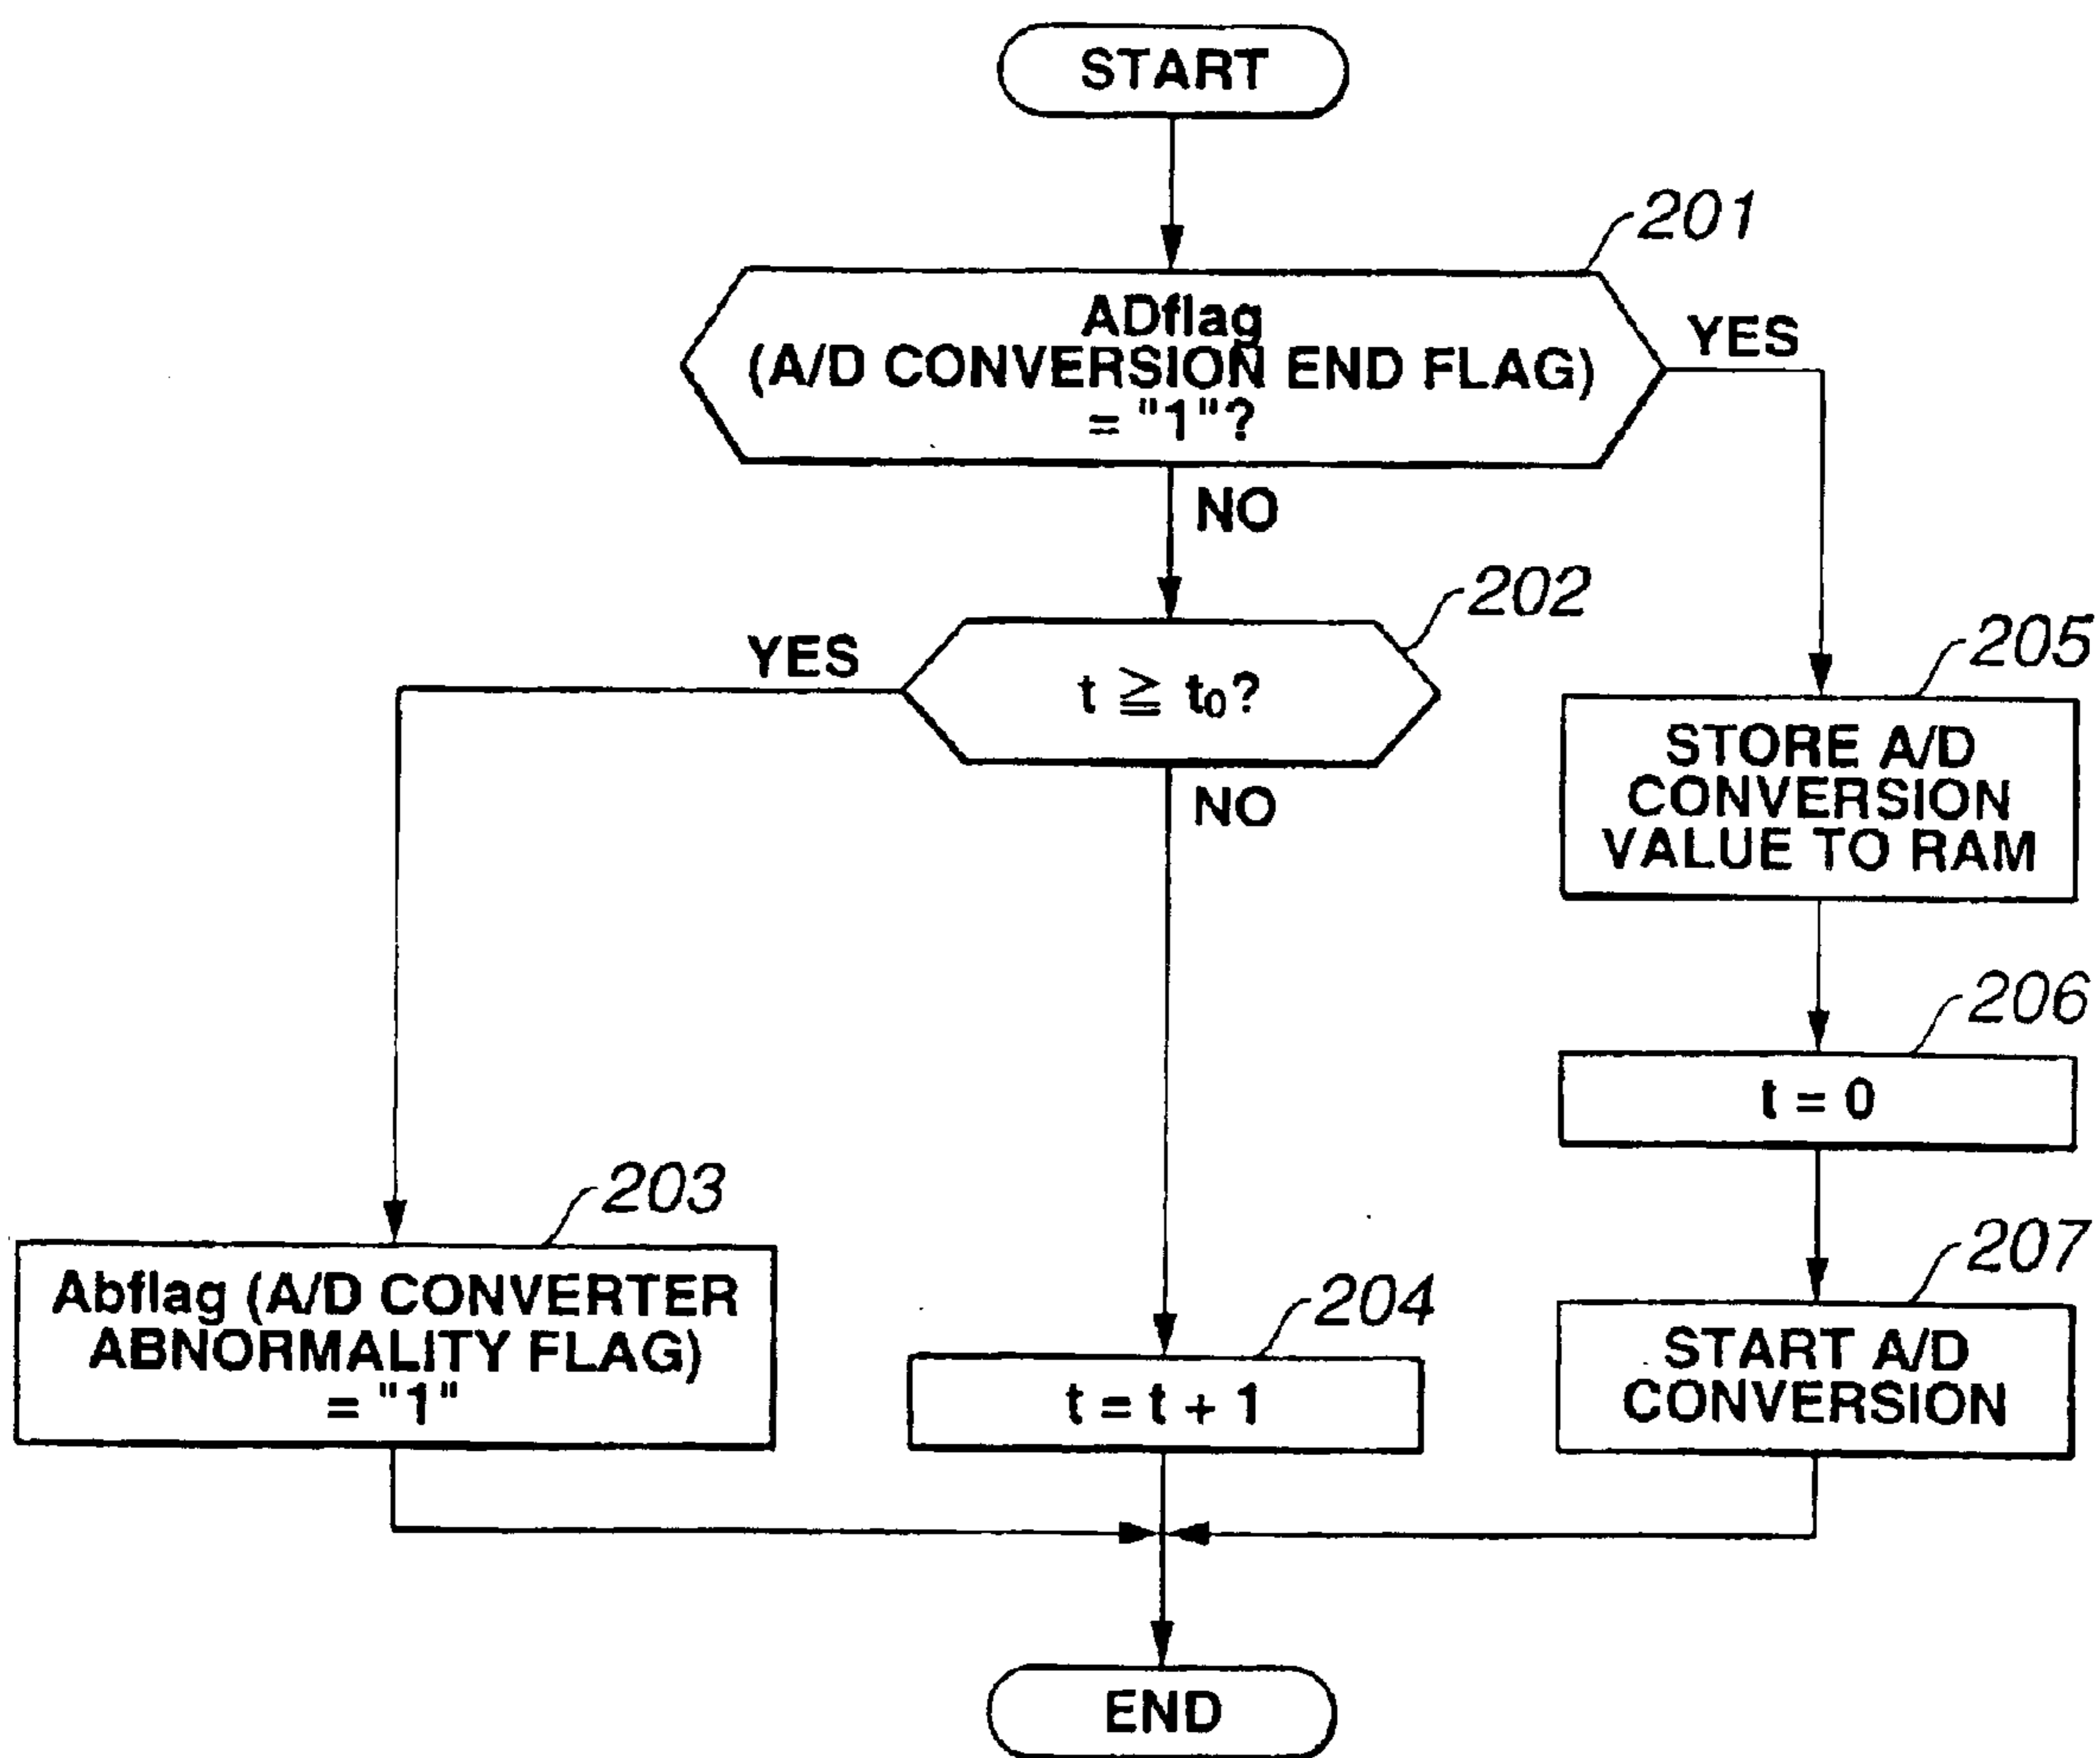 START
201
ADflag
(A/D CONVERSION END FLAG)
= "1"?
YES
NO
202
YES
t ≧ t₀?
NO
205
STORE A/D
CONVERSION
VALUE TO RAM
206
t = 0
203
Abflag (A/D CONVERTER
ABNORMALITY FLAG)
= "1"
204
t = t + 1
207
START A/D
CONVERSION
END